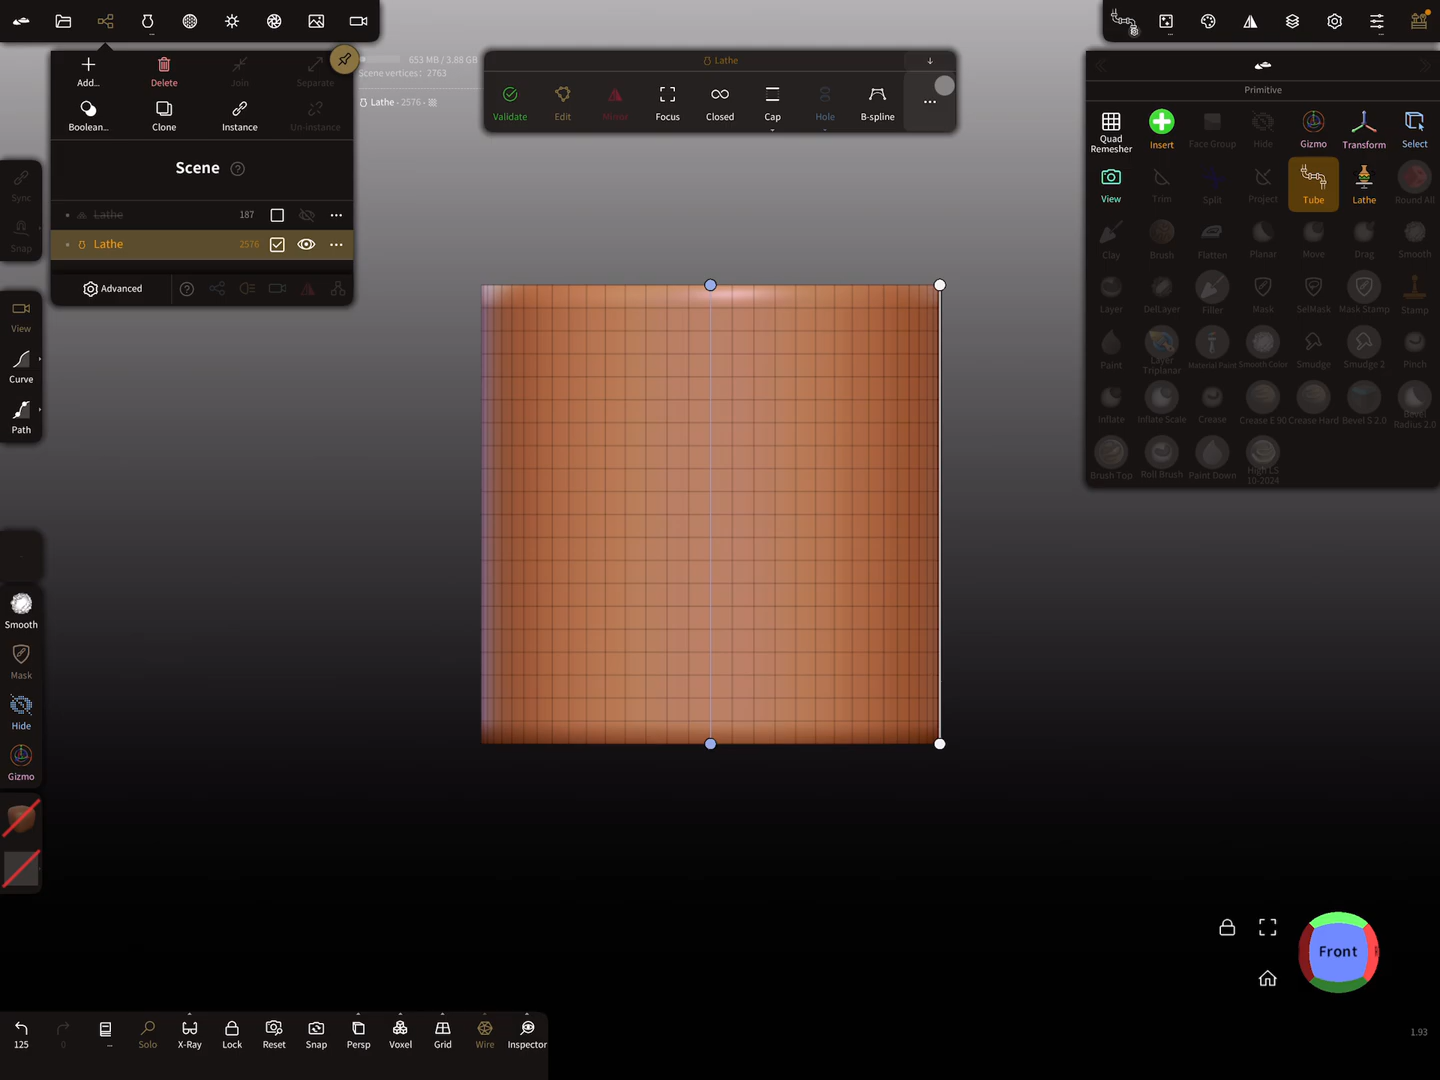 653 MB / 3.88 GB
Scene vertices: 2763
Lathe - 2576 -
Add...
Delete
Join
Separate
Boolean...
Clone
Instance
Un-instance
Scene
Lathe 187
Lathe 2576
Advanced
Lathe
Validate
Edit
Mirror
Focus
Closed
Cap
Hole
B-spline
...
Primitive
Quad Remesher
Insert
Face Group
Hide
Gizmo
Transform
Select
View
Trim
Split
Project
Tube
Lathe
Round All
Clay
Brush
Flatten
Planar
Move
Drag
Smooth
Layer
DelLayer
Filler
Mask
SelMask
Mask Stamp
Stamp
Paint
Layer Triplanar
Material Paint
Smooth Color
Smudge
Smudge 2
Pinch
Inflate
Inflate Scale
Crease
Crease E 90
Crease Hard
Bevel S 2.0
Bevel Radius 2.0
Brush Top
Roll Brush
Paint Down
High LS 10-2024
Sync
Snap
View
Curve
Path
Smooth
Mask
Hide
Gizmo
Front
125
0
...
Solo
X-Ray
Lock
Reset
Snap
Persp
Voxel
Grid
Wire
Inspector
1.93